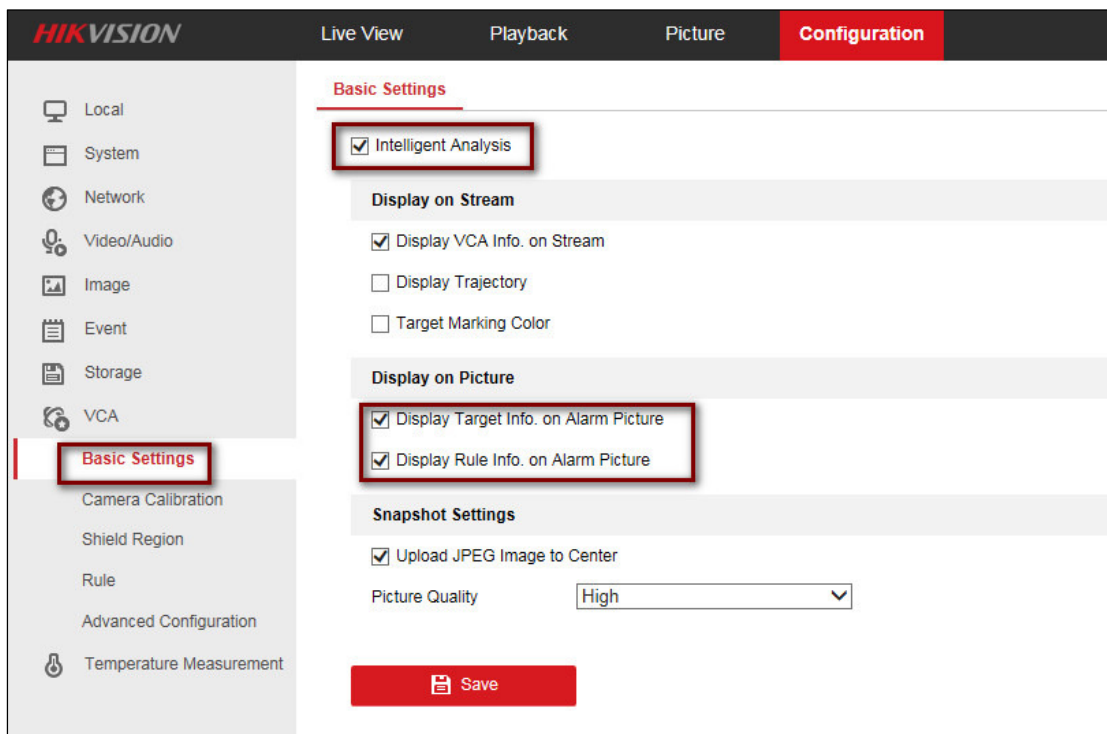 HIKVISION
Live View
Playback
Picture
Configuration
Local
System
Network
Video/Audio
Image
Event
Storage
VCA
Basic Settings
Camera Calibration
Shield Region
Rule
Advanced Configuration
Temperature Measurement
Basic Settings
Intelligent Analysis
Display on Stream
Display VCA Info. on Stream
Display Trajectory
Target Marking Color
Display on Picture
Display Target Info. on Alarm Picture
Display Rule Info. on Alarm Picture
Snapshot Settings
Upload JPEG Image to Center
Picture Quality High
Save